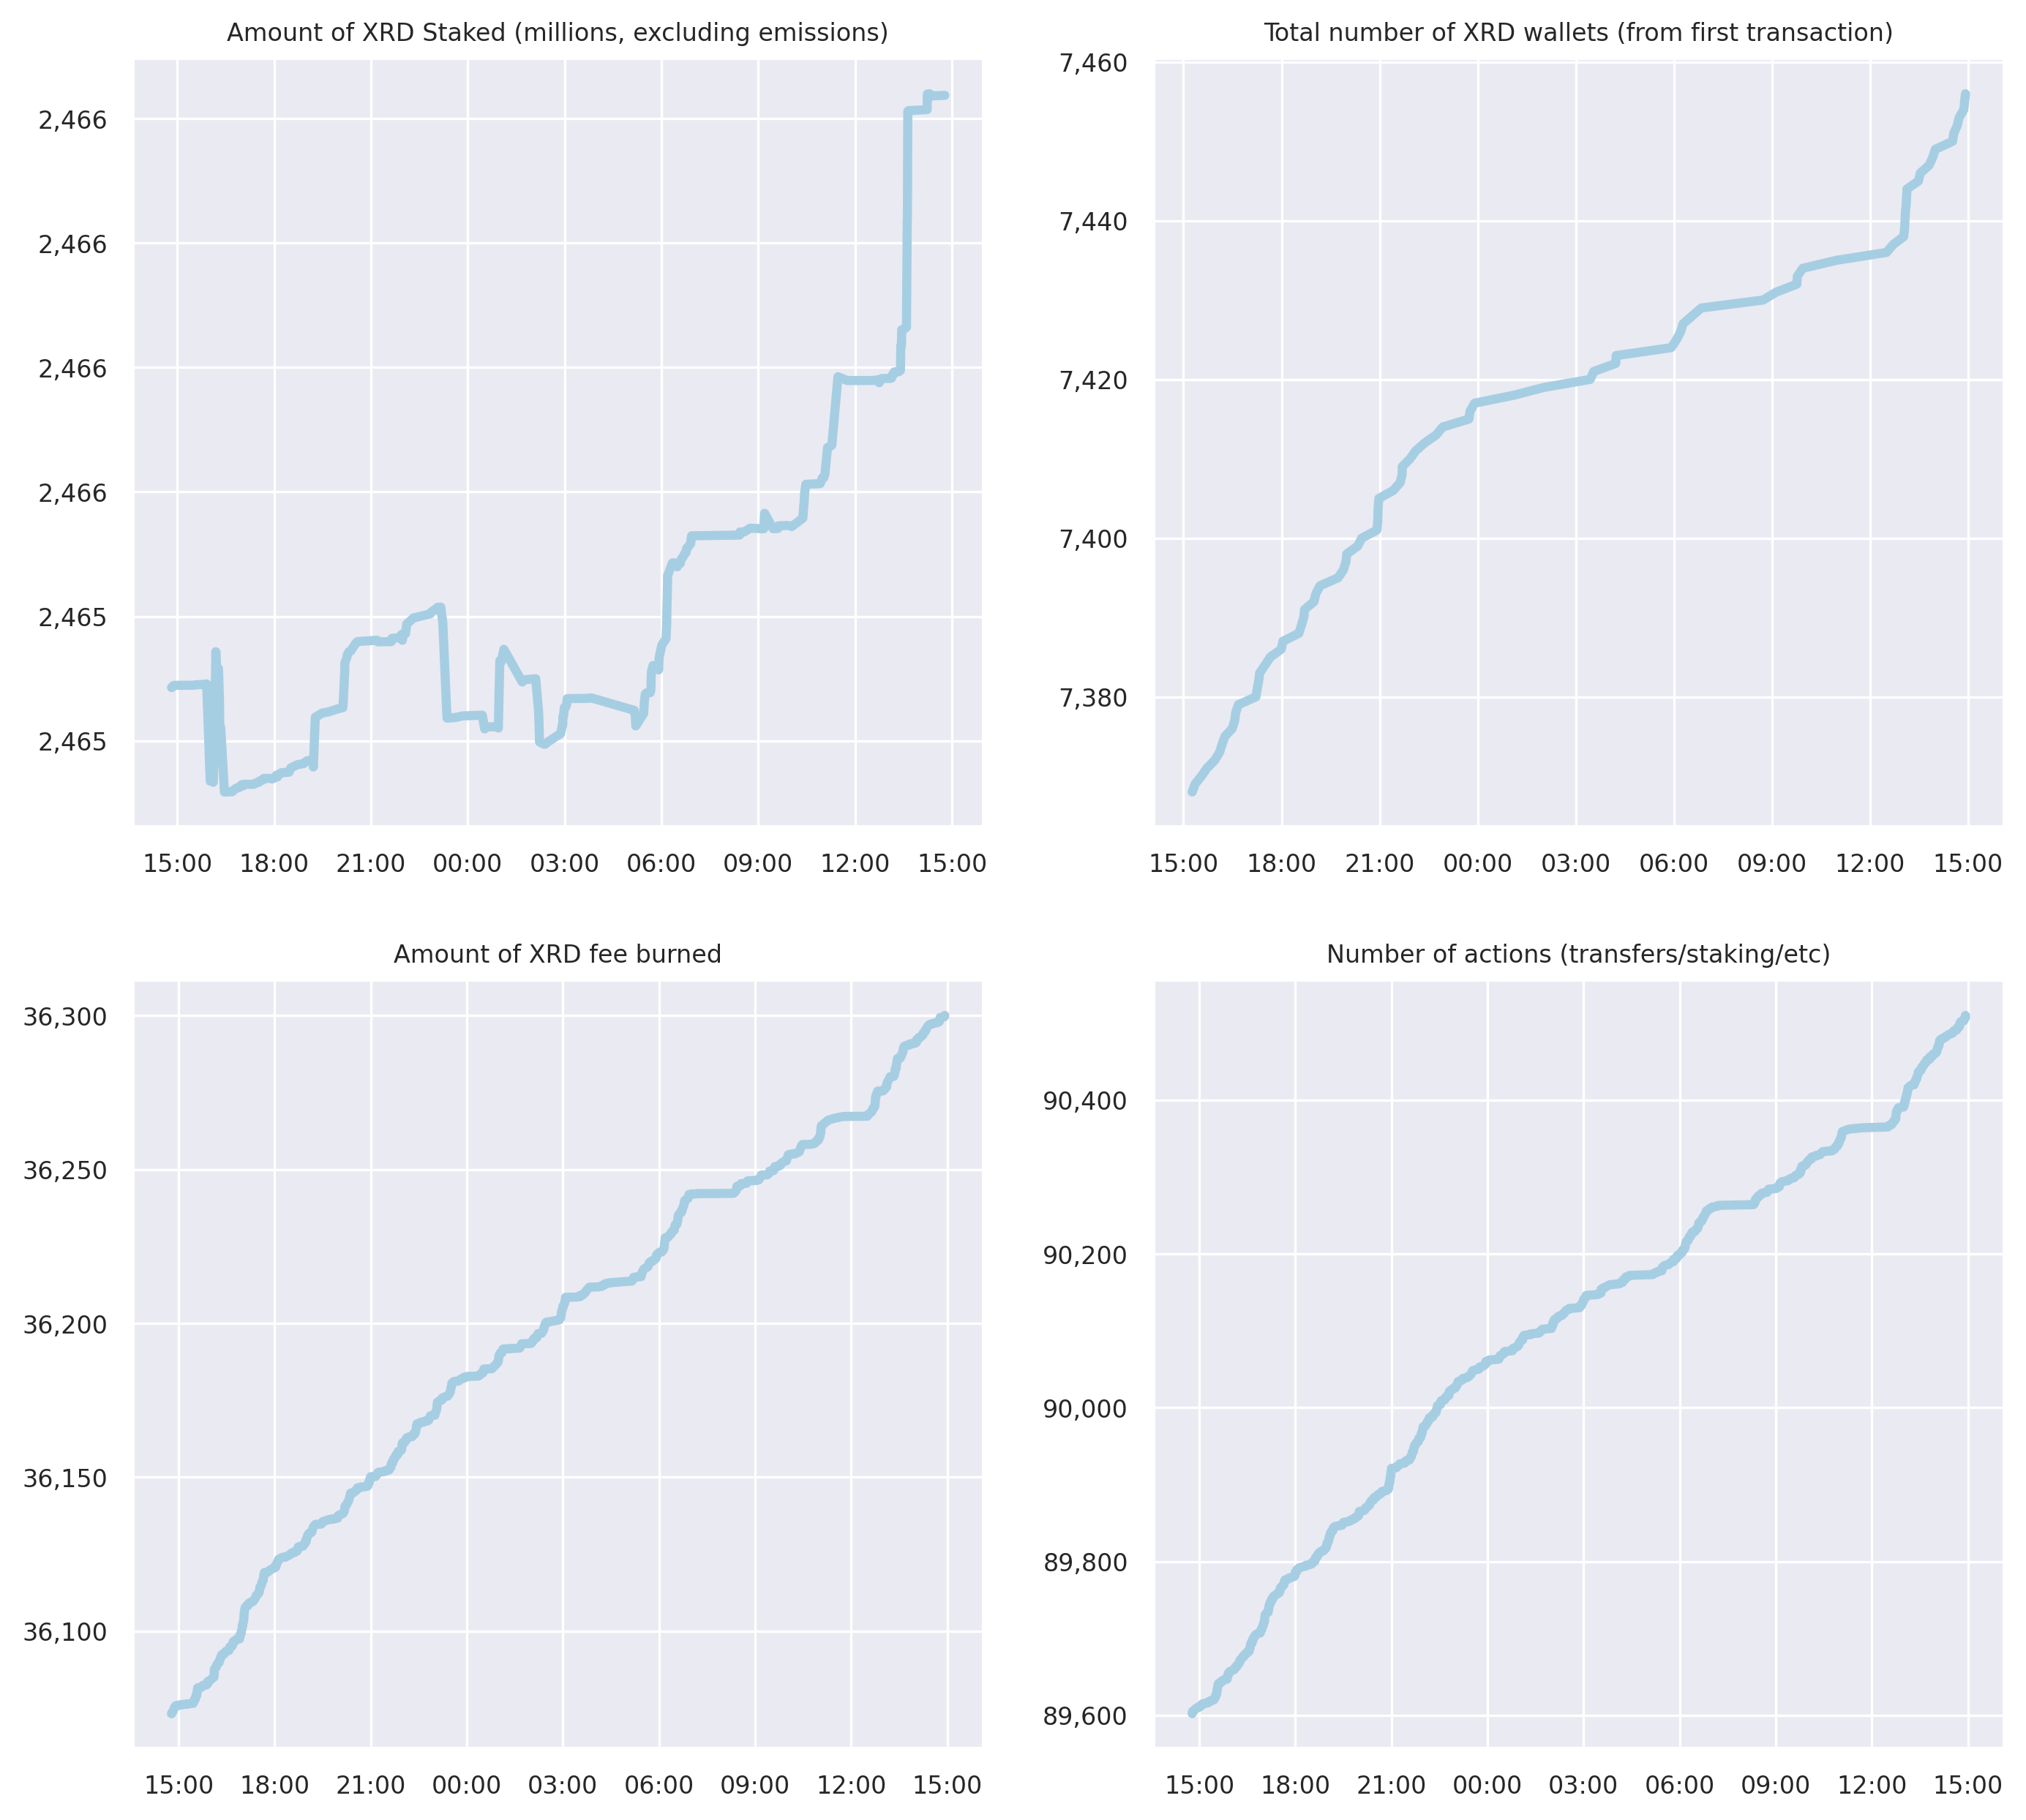 Amount of XRD Staked (millions, excluding emissions)
2,466
2,466
2,466
2,466
2,465
2,465
15:00 18:00 21:00 00:00 03:00 06:00 09:00 12:00 15:00
Total number of XRD wallets (from first transaction)
7,460
7,440
7,420
7,400
7,380
15:00 18:00 21:00 00:00 03:00 06:00 09:00 12:00 15:00
Amount of XRD fee burned
36,300
36,250
36,200
36,150
36,100
15:00 18:00 21:00 00:00 03:00 06:00 09:00 12:00 15:00
Number of actions (transfers/staking/etc)
90,400
90,200
90,000
89,800
89,600
15:00 18:00 21:00 00:00 03:00 06:00 09:00 12:00 15:00